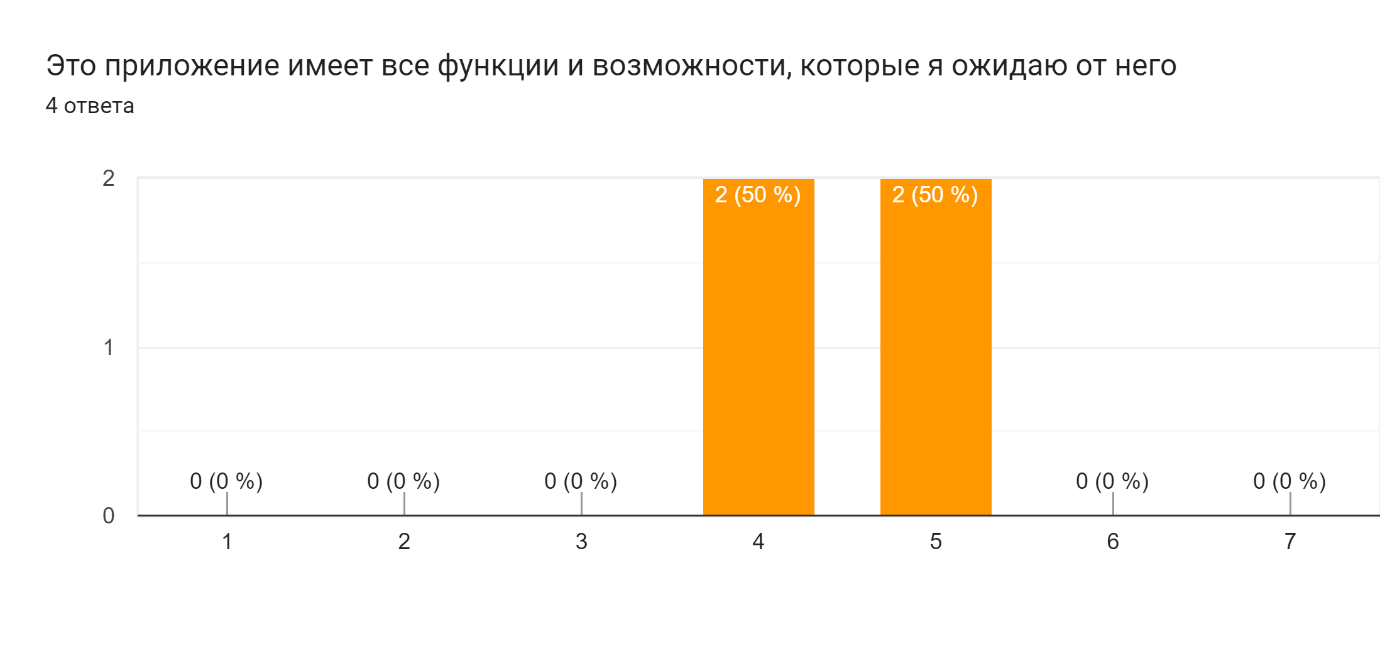 Это приложение имеет все функции и возможности, которые я ожидаю от него
4 ответа
2
2 (50 %)
2 (50 %)
1
0 (0 %)
0 (0 %)
0 (0 %)
0 (0 %)
0 (0 %)
0
1
2
3
4
5
6
7